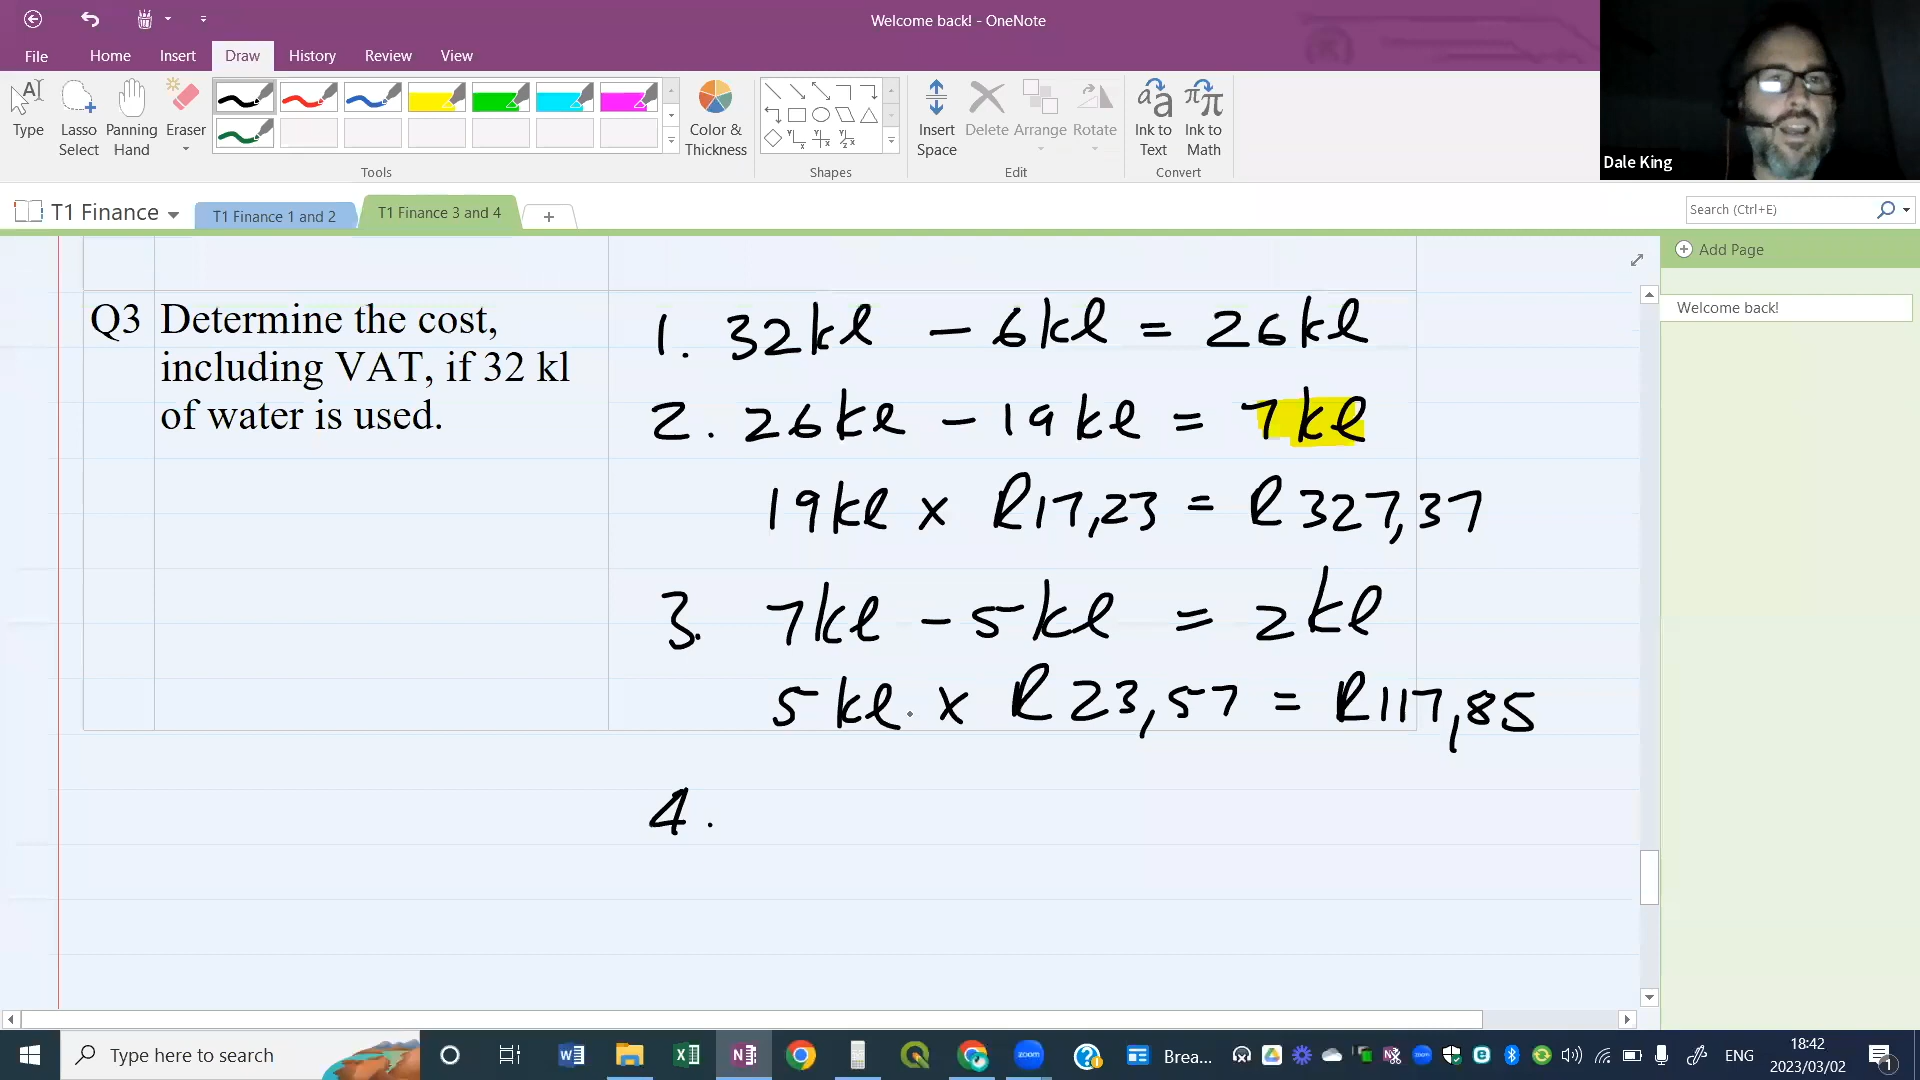 Welcome back! - OneNote
File Home Insert Draw History Review View
Type
Lasso Select
Panning Hand
Eraser
Color & Thickness
Insert Space
Delete
Arrange
Rotate
Ink to Text
Ink to Math
Tools
Shapes
Edit
Convert
Dale King
T1 Finance
T1 Finance 1 and 2
T1 Finance 3 and 4
Search (Ctrl+E)
Add Page
Welcome back!
Q3 Determine the cost,
including VAT, if 32 kl
of water is used.
1. 32kl - 6kl = 26kl
2. 26kl - 19kl = 7kl
19kl x R17,23 = R327,37
3. 7kl - 5kl = 2kl
5kl. x R23,57 = R117,85
4.
Type here to search
zoom
Brea...
ENG
18:42
2023/03/02
1